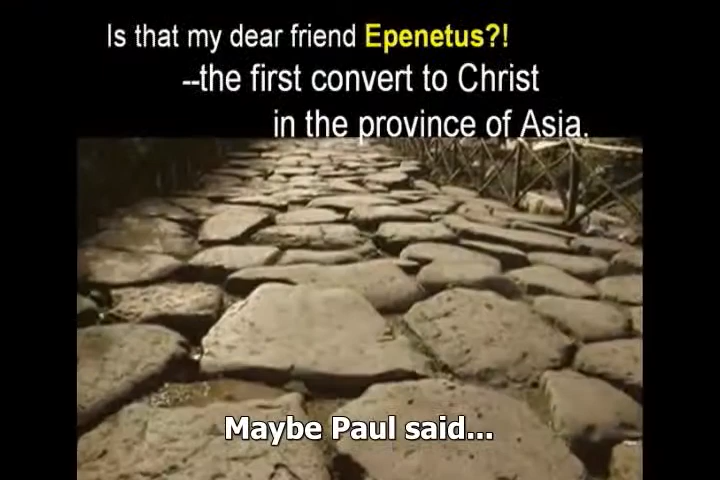 Is that my dear friend Epenetus?!
--the first convert to Christ
in the province of Asia.
Maybe Paul said...